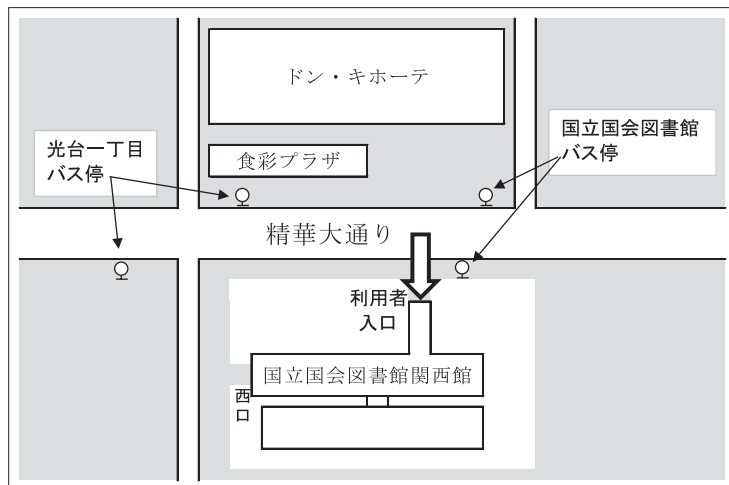 ドン・キホーテ
光台一丁目
バス停
国立国会図書館
バス停
食彩プラザ
精華大通り
利用者
入口
国立国会図書館関西館
西
口